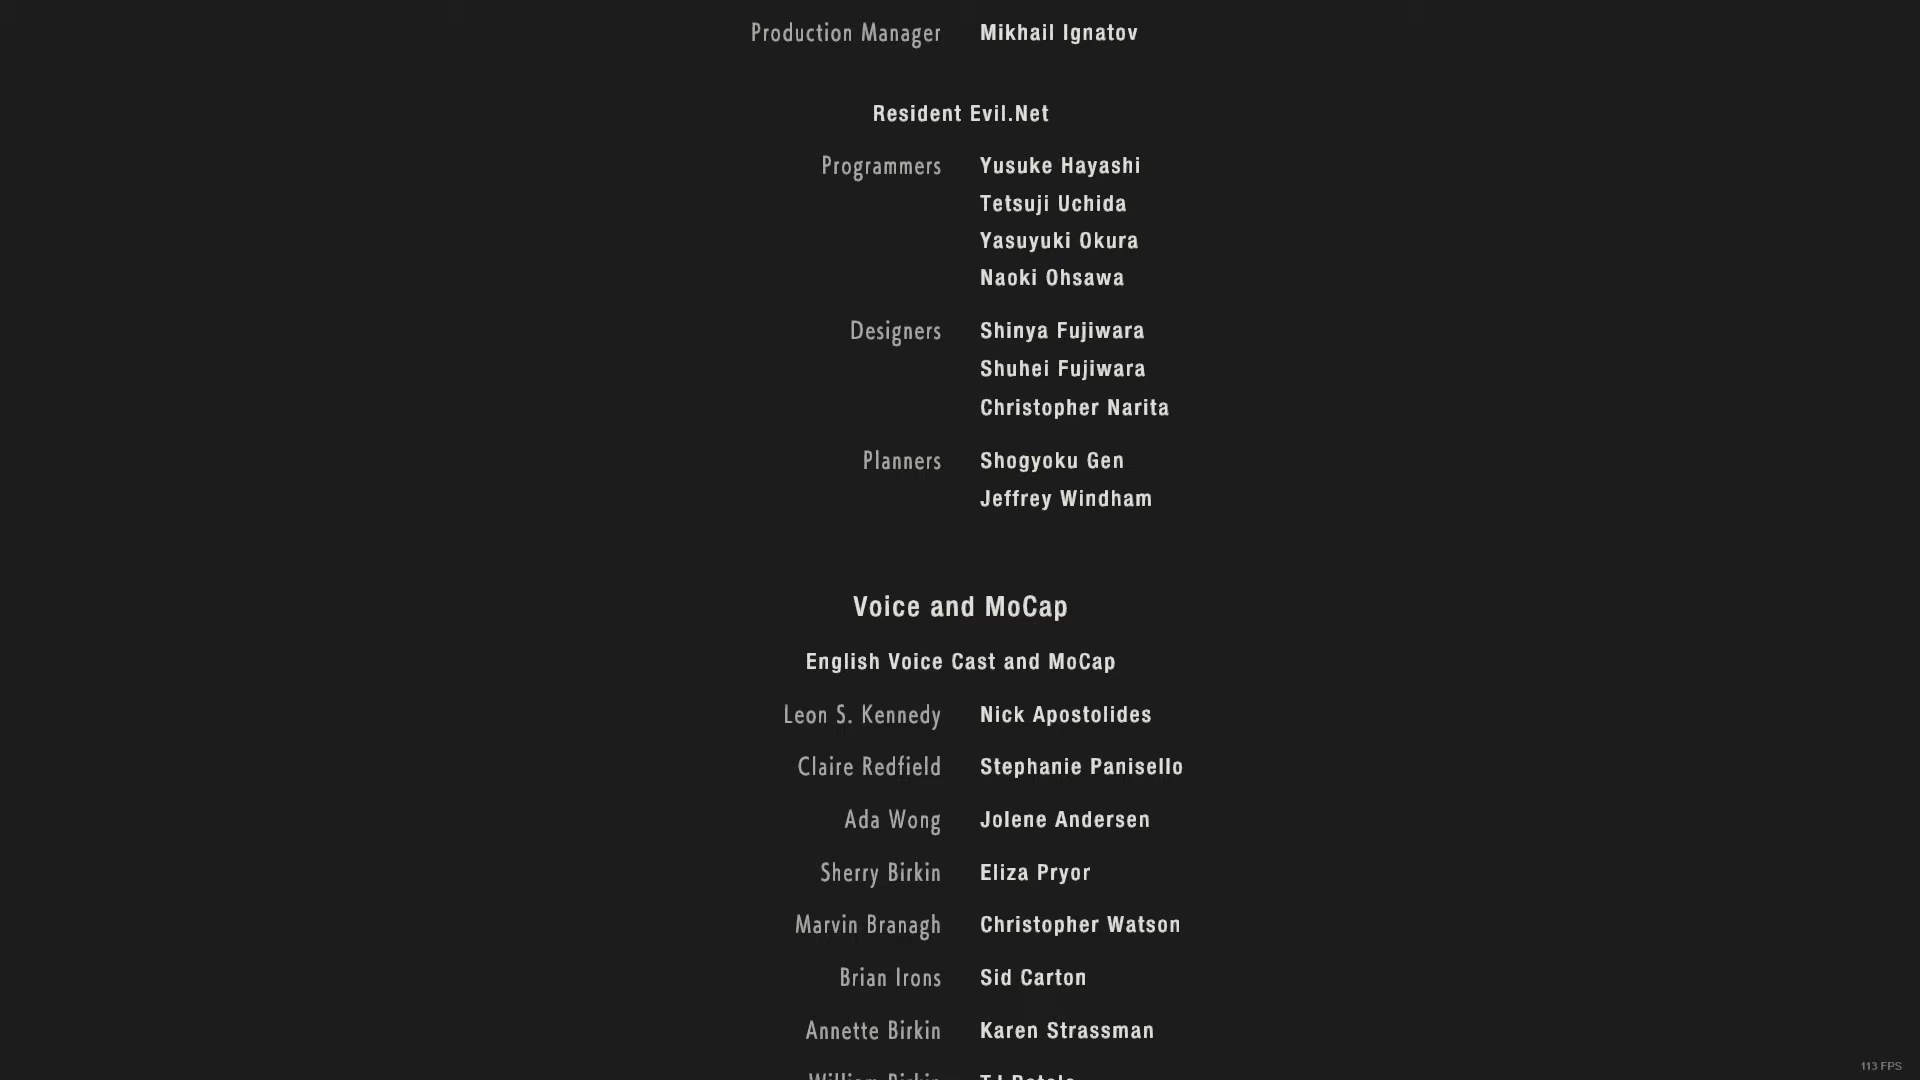 Production Manager Mikhail Ignatov
Resident Evil.Net
Programmers Yusuke Hayashi
Tetsuji Uchida
Yasuyuki Okura
Naoki Ohsawa
Designers Shinya Fujiwara
Shuhei Fujiwara
Christopher Narita
Planners Shogyoku Gen
Jeffrey Windham
Voice and MoCap
English Voice Cast and MoCap
Leon S. Kennedy Nick Apostolides
Claire Redfield Stephanie Panisello
Ada Wong Jolene Andersen
Sherry Birkin Eliza Pryor
Marvin Branagh Christopher Watson
Brian Irons Sid Carton
Annette Birkin Karen Strassman
113 FPS